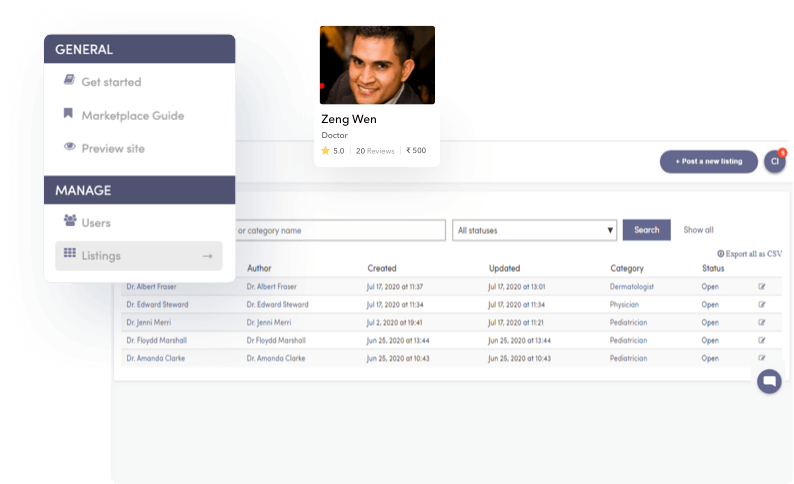 GENERAL
Get started
Marketplace Guide
Preview site
MANAGE
Users
Listings →
Zeng Wen
Doctor
5.0 | 20 Reviews | ₹ 500
+ Post a new listing
CI
or category name
All statuses ▼
Search
Show all
Export all as CSV
Author Created Updated Category Status
Dr. Albert Fraser Dr. Albert Fraser Jul 17, 2020 at 11:37 Jul 17, 2020 at 13:01 Dermatologist Open
Dr. Edward Steward Dr. Edward Steward Jul 17, 2020 at 11:34 Jul 17, 2020 at 11:34 Physician Open
Dr. Jenni Merri Dr. Jenni Merri Jul 2, 2020 at 19:41 Jul 17, 2020 at 11:21 Pediatrician Open
Dr Floydd Marshall Dr Floydd Marshall Jun 25, 2020 at 13:44 Jun 25, 2020 at 13:44 Pediatrician Open
Dr. Amanda Clarke Dr. Amanda Clarke Jun 25, 2020 at 10:43 Jun 25, 2020 at 10:43 Pediatrician Open